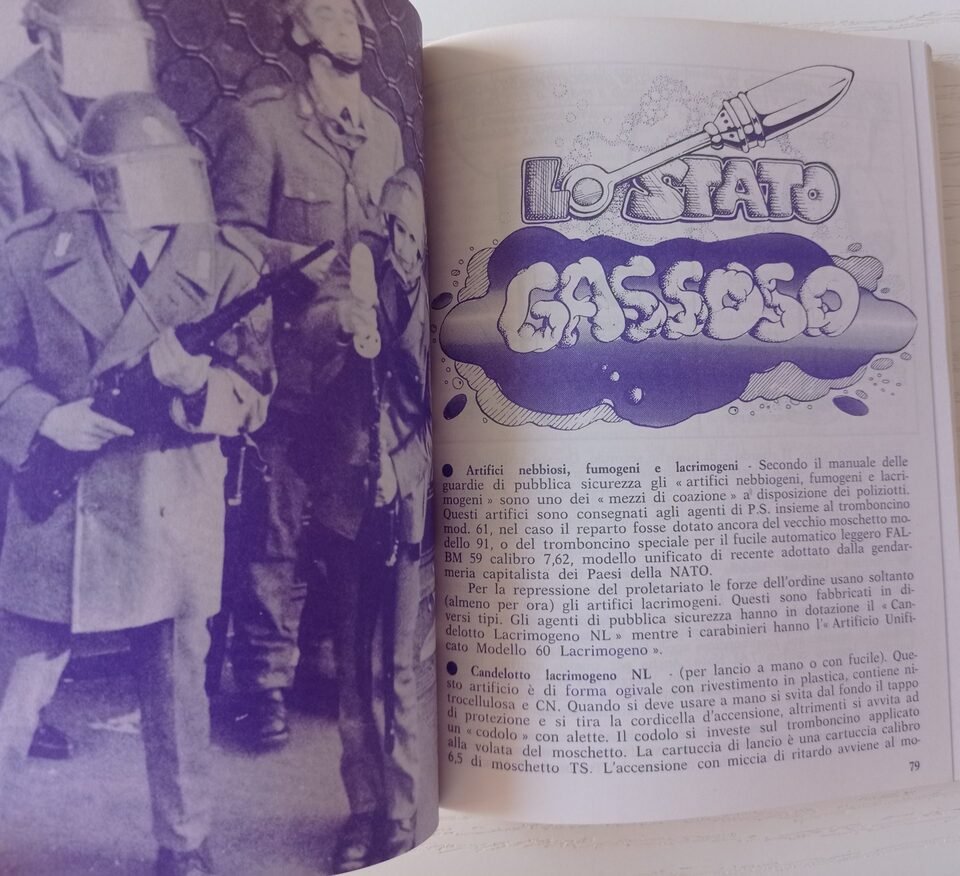 LO STATO
GASSOSO
● Artifici nebbiosi, fumogeni e lacrimogeni - Secondo il manuale delle
guardie di pubblica sicurezza gli « artifici nebbiogeni, fumogeni e lacri-
mogeni » sono uno dei « mezzi di coazione » a disposizione dei poliziotti.
Questi artifici sono consegnati agli agenti di P.S. insieme al tromboncino
mod. 61, nel caso il reparto fosse dotato ancora del vecchio moschetto mo-
dello 91, o del tromboncino speciale per il fucile automatico leggero FAL-
BM 59 calibro 7,62, modello unificato di recente adottato dalla gendar-
meria capitalista dei Paesi della NATO.
Per la repressione del proletariato le forze dell'ordine usano soltanto
(almeno per ora) gli artifici lacrimogeni. Questi sono fabbricati in di-
versi tipi. Gli agenti di pubblica sicurezza hanno in dotazione il « Can-
delotto Lacrimogeno NL » mentre i carabinieri hanno l'« Artificio Unifi-
cato Modello 60 Lacrimogeno ».
● Candelotto lacrimogeno NL - (per lancio a mano o con fucile). Que-
sto artificio è di forma ogivale con rivestimento in plastica, contiene ni-
trocellulosa e CN. Quando si deve usare a mano si svita dal fondo il tappo
di protezione e si tira la cordicella d'accensione, altrimenti si avvita ad
un « codolo » con alette. Il codolo si investe sul tromboncino applicato
alla volata del moschetto. La cartuccia di lancio è una cartuccia calibro
6,5 di moschetto TS. L'accensione con miccia di ritardo avviene al mo-
79